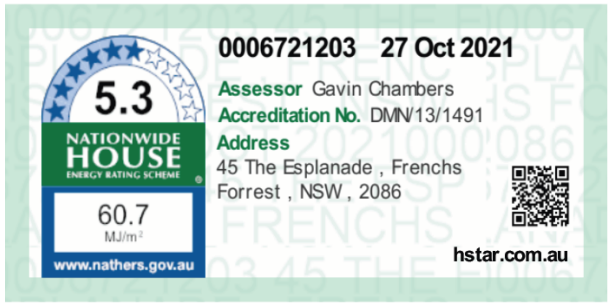 0006721203 27 Oct 2021
5.3
NATIONWIDE
HOUSE
ENERGY RATING SCHEME
®
60.7
MJ/m²
www.nathers.gov.au
Assessor Gavin Chambers
Accreditation No. DMN/13/1491
Address
45 The Esplanade , Frenchs
Forrest , NSW , 2086
hstar.com.au